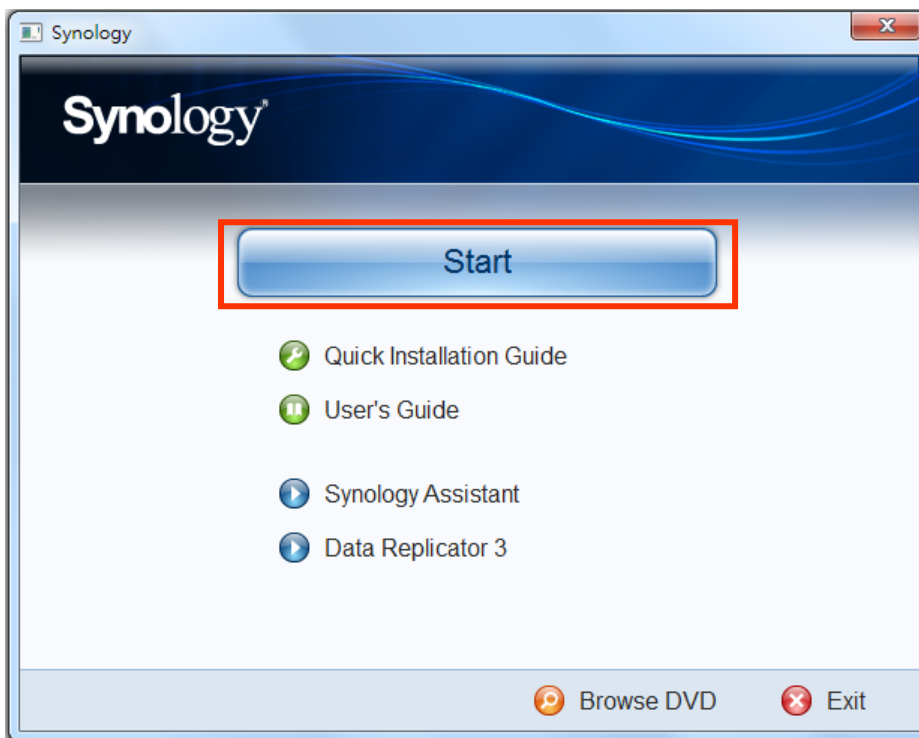 Synology
Synology
Start
Quick Installation Guide
User's Guide
Synology Assistant
Data Replicator 3
Browse DVD
Exit